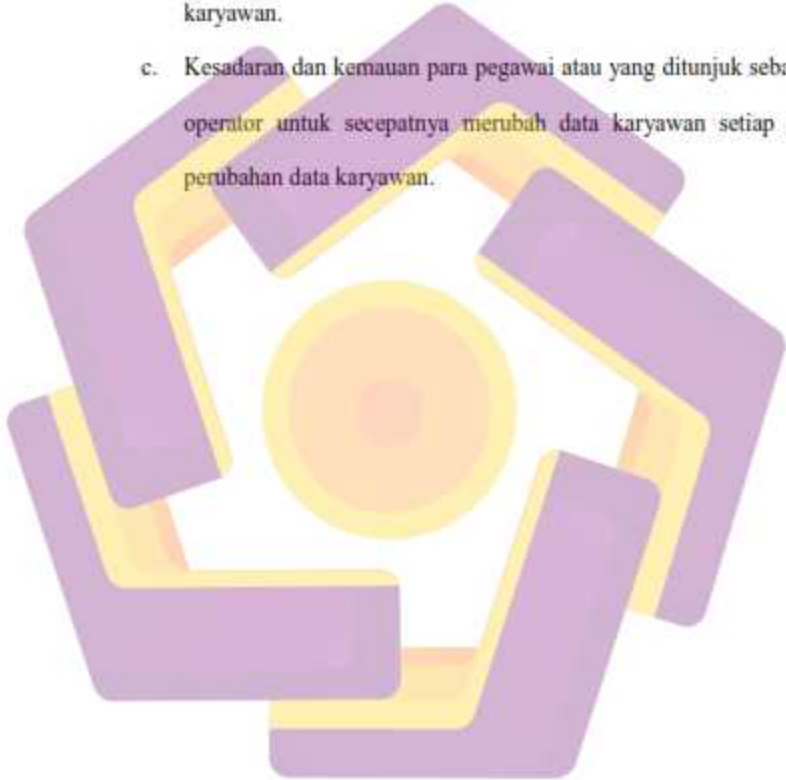 karyawan.
c. Kesadaran dan kemauan para pegawai atau yang ditunjuk seba
operator untuk secepatnya merubah data karyawan setiap
perubahan data karyawan.